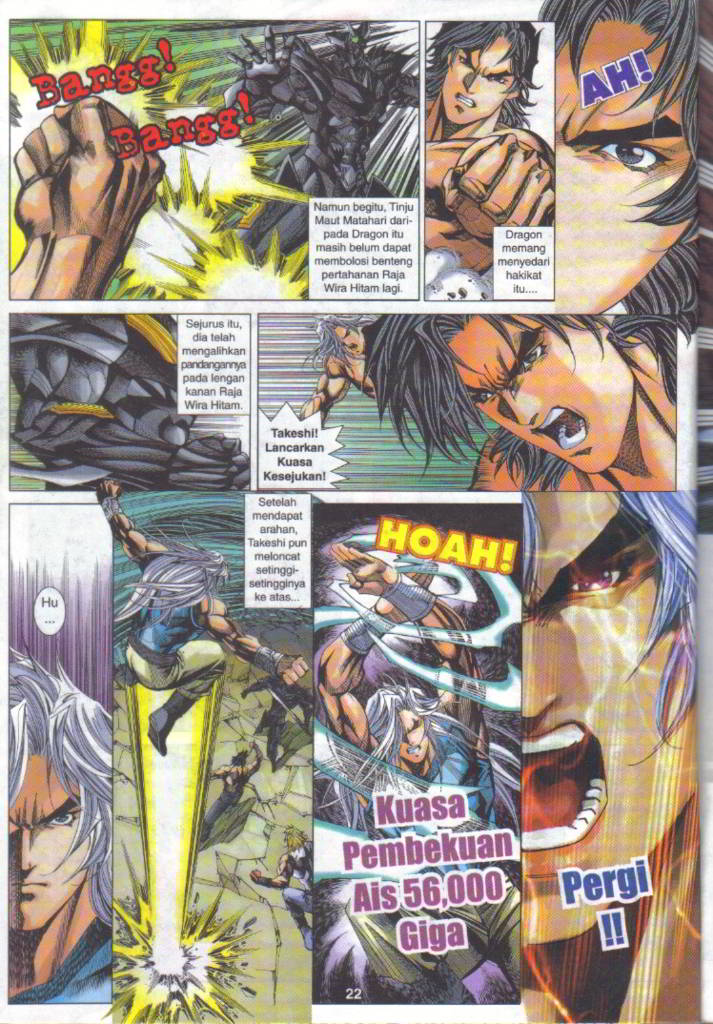 Bangg!
Bangg!
Namun begitu, Tinju
Maut Matahari dari-
pada Dragon itu
masih belum dapat
membolosi benteng
pertahanan Raja
Wira Hitam lagi.
Dragon
memang
menyedari
hakikat
itu....
AH!
Sejurus itu,
dia telah
mengalihkan
pandangannya
pada lengan
kanan Raja
Wira Hitam.
Takeshi!
Lancarkan
Kuasa
Kesejukan!
Hu
...
Setelah
mendapat
arahan,
Takeshi pun
meloncat
setinggi-
setingginya
ke atas...
HOAH!
Kuasa
Pembekuan
Ais 56,000
Giga
Pergi
!!
22